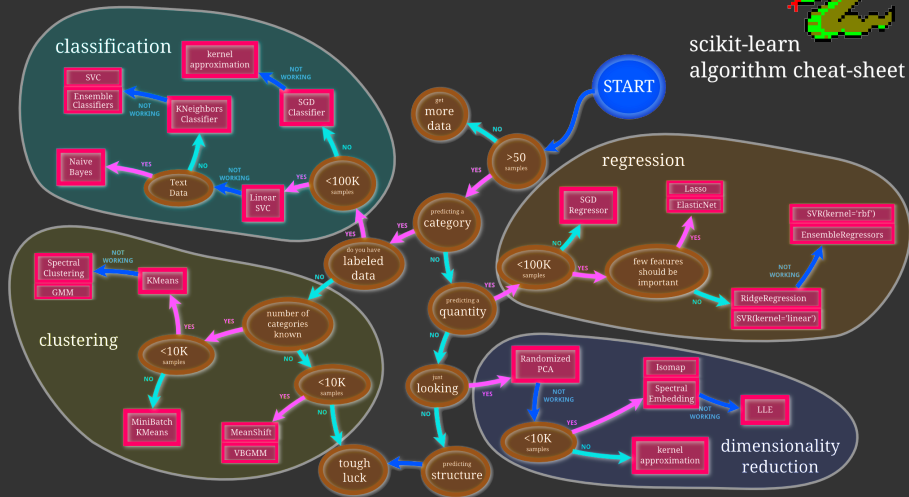 scikit-learn
algorithm cheat-sheet
START
classification
kernel
approximation
NOT
WORKING
SVC
Ensemble
Classifiers
NOT
WORKING
KNeighbors
Classifier
SGD
Classifier
NO
NO
Naive
Bayes
YES
Text
Data
NOT
WORKING
Linear
SVC
YES
<100K
samples
get
more
data
NO
>50
samples
YES
predicting a
category
YES
YES
do you have
labeled
data
NO
NO
regression
SGD
Regressor
Lasso
ElasticNet
SVR(kernel='rbf')
EnsembleRegressors
NO
YES
<100K
samples
YES
few features
should be
important
NOT
WORKING
NO
RidgeRegression
SVR(kernel='linear')
predicting a
quantity
YES
NO
clustering
Spectral
Clustering
GMM
NOT
WORKING
KMeans
number of
categories
known
YES
YES
<10K
samples
NO
NO
<10K
samples
MiniBatch
KMeans
YES
NO
MeanShift
VBGMM
just
looking
YES
NO
tough
luck
predicting
structure
dimensionality
reduction
Randomized
PCA
NOT
WORKING
Isomap
Spectral
Embedding
NOT
WORKING
LLE
YES
<10K
samples
NO
kernel
approximation